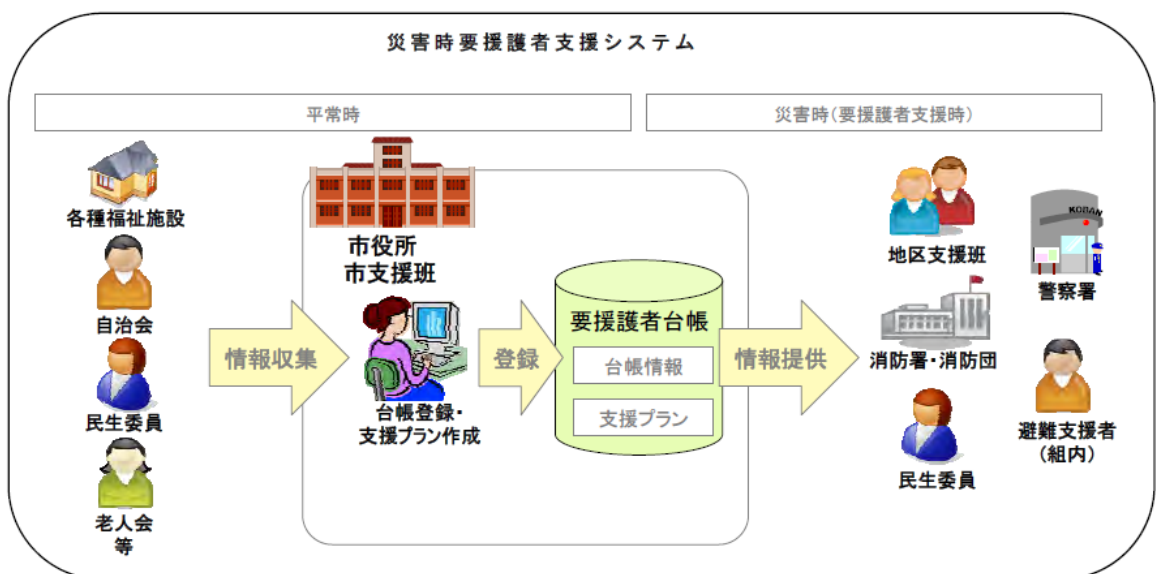 災害時要援護者支援システム
平常時
災害時(要援護者支援時)
各種福祉施設
自治会
民生委員
老人会
等
情報収集
市役所
市支援班
台帳登録・
支援プラン作成
登録
要援護者台帳
台帳情報
支援プラン
情報提供
地区支援班
KOBAN
警察署
消防署・消防団
民生委員
避難支援者
(組内)